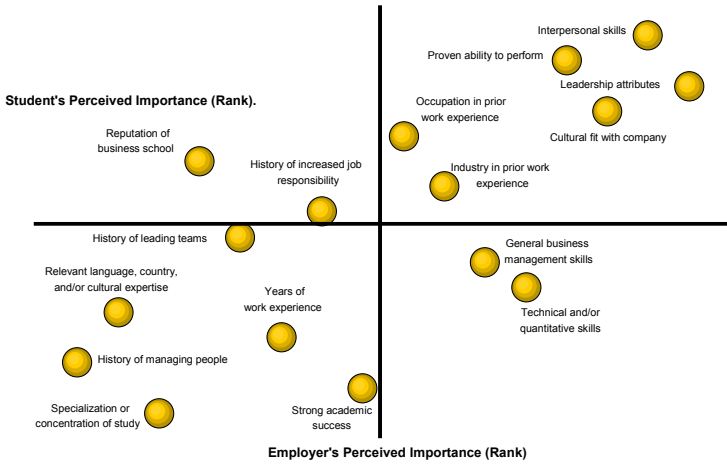 Interpersonal skills
Proven ability to perform
Leadership attributes
Student's Perceived Importance (Rank).
Occupation in prior
work experience
Cultural fit with company
Reputation of
business school
History of increased job
responsibility
Industry in prior work
experience
History of leading teams
General business
management skills
Relevant language, country,
and/or cultural expertise
Years of
work experience
Technical and/or
quantitative skills
History of managing people
Specialization or
concentration of study
Strong academic
success
Employer's Perceived Importance (Rank)